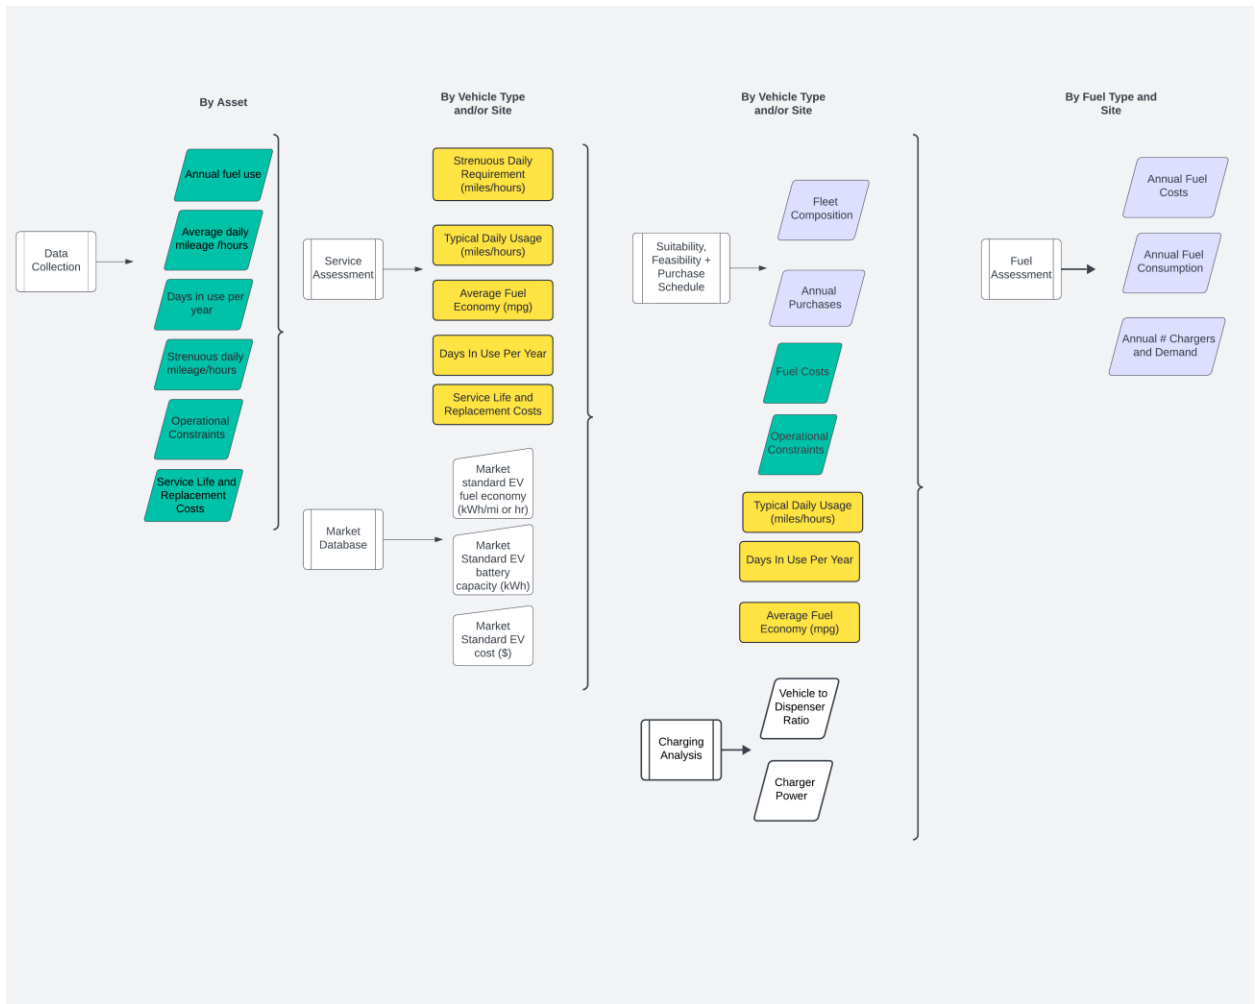 By Asset
By Vehicle Type
and/or Site
By Vehicle Type
and/or Site
By Fuel Type and
Site
Data
Collection
Annual fuel use
Average daily
mileage /hours
Days in use per
year
Strenuous daily
mileage/hours
Operational
Constraints
Service Life and
Replacement
Costs
Service
Assessment
Strenuous Daily
Requirement
(miles/hours)
Typical Daily Usage
(miles/hours)
Average Fuel
Economy (mpg)
Days In Use Per Year
Service Life and
Replacement Costs
Market
Database
Market
standard EV
fuel economy
(kWh/mi or hr)
Market
Standard EV
battery
capacity (kWh)
Market
Standard EV
cost ($)
Suitability,
Feasibility +
Purchase
Schedule
Fleet
Composition
Annual
Purchases
Fuel Costs
Operational
Constraints
Typical Daily Usage
(miles/hours)
Days In Use Per Year
Average Fuel
Economy (mpg)
Charging
Analysis
Vehicle to
Dispenser
Ratio
Charger
Power
Fuel
Assessment
Annual Fuel
Costs
Annual Fuel
Consumption
Annual # Chargers
and Demand